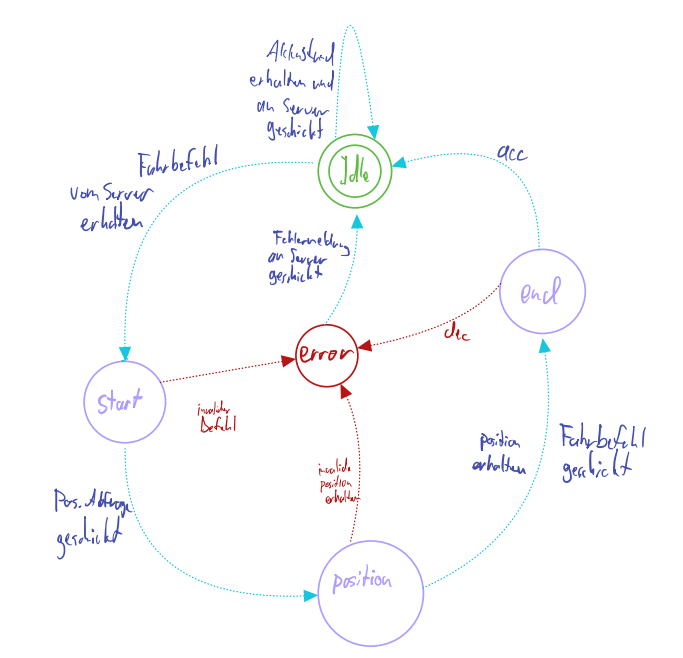 Akkustand
erhalten und
an Server
geschickt
Idle
acc
Fahrbefehl
vom Server
erhalten
Fehlermeldung
an Server
geschickt
end
error
dec
start
invalider
Befehl
position
erhalten
Fahrbefehl
geschickt
invalide
position
erhalten
Pos. Abfrage
geschickt
position